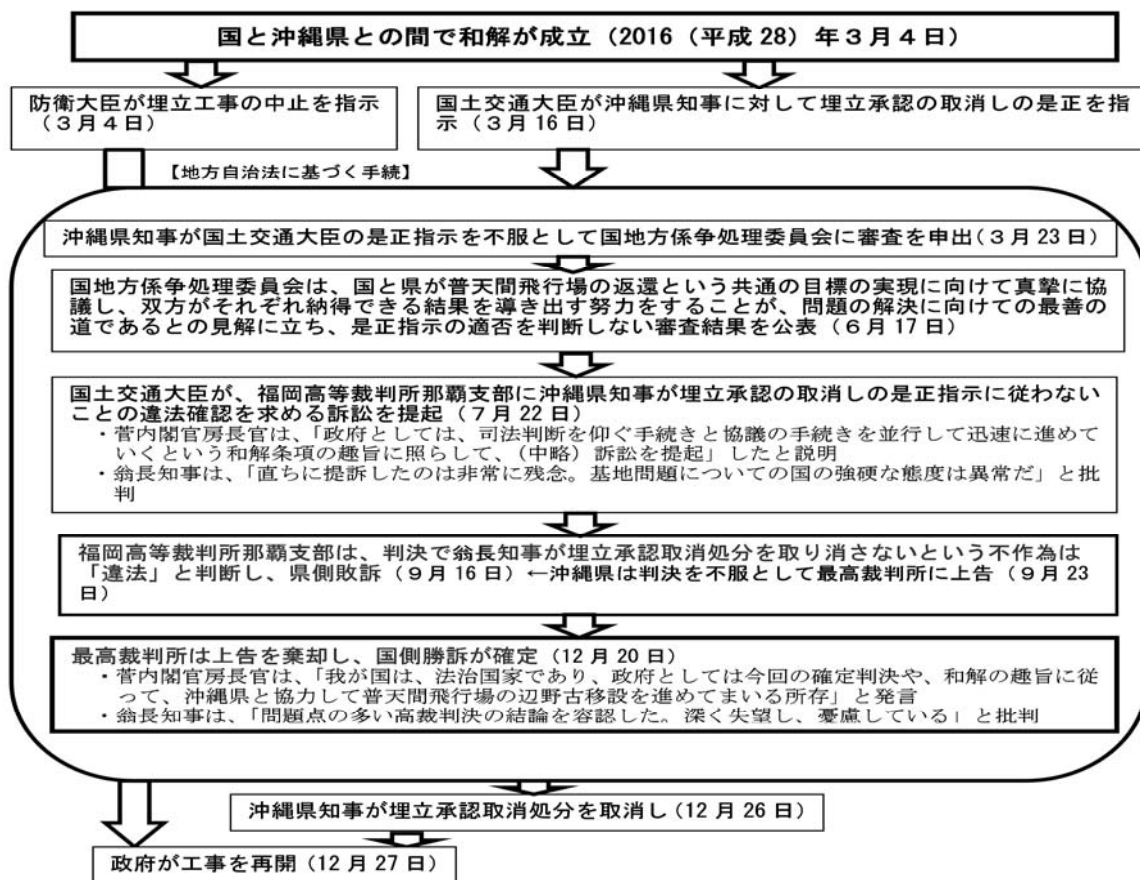 国と沖縄県との間で和解が成立（2016（平成 28）年３月４日）
防衛大臣が埋立工事の中止を指示
（３月４日）
国土交通大臣が沖縄県知事に対して埋立承認の取消しの是正を指
示（３月 16 日）
【地方自治法に基づく手続】
沖縄県知事が国土交通大臣の是正指示を不服として国地方係争処理委員会に審査を申出（３月 23 日）
国地方係争処理委員会は、国と県が普天間飛行場の返還という共通の目標の実現に向けて真摯に協
議し、双方がそれぞれ納得できる結果を導き出す努力をすることが、問題の解決に向けての最善の
道であるとの見解に立ち、是正指示の適否を判断しない審査結果を公表（６月 17 日）
国土交通大臣が、福岡高等裁判所那覇支部に沖縄県知事が埋立承認の取消しの是正指示に従わない
ことの違法確認を求める訴訟を提起（７月 22 日）
・菅内閣官房長官は、「政府としては、司法判断を仰ぐ手続きと協議の手続きを並行して迅速に進めて
いくという和解条項の趣旨に照らして、（中略）訴訟を提起」したと説明
・翁長知事は、「直ちに提訴したのは非常に残念。基地問題についての国の強硬な態度は異常だ」と批
判
福岡高等裁判所那覇支部は、判決で翁長知事が埋立承認取消処分を取り消さないという不作為は
「違法」と判断し、県側敗訴（９月 16 日）←沖縄県は判決を不服として最高裁判所に上告（９月 23
日）
最高裁判所は上告を棄却し、国側勝訴が確定（12 月 20 日）
・菅内閣官房長官は、「我が国は、法治国家であり、政府としては今回の確定判決や、和解の趣旨に従
って、沖縄県と協力して普天間飛行場の辺野古移設を進めてまいる所存」と発言
・翁長知事は、「問題点の多い高裁判決の結論を容認した。深く失望し、憂慮している」と批判
沖縄県知事が埋立承認取消処分を取消し（12 月 26 日）
政府が工事を再開（12 月 27 日）